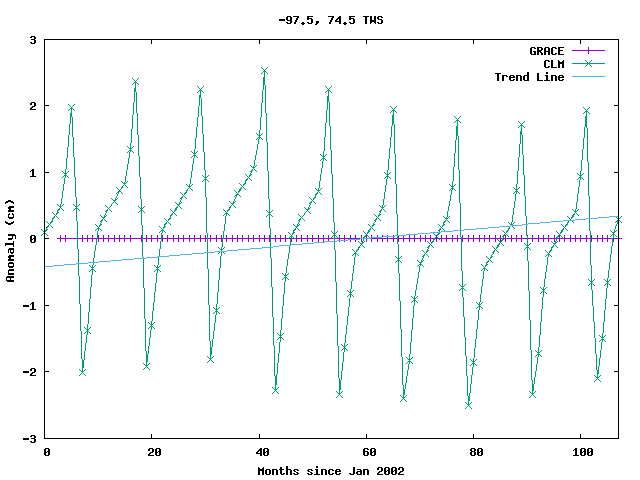 -97.5, 74.5 TWS
GRACE
CLM
Trend Line
3
2
1
0
-1
-2
-3
Anomaly (cm)
0 20 40 60 80 100
Months since Jan 2002